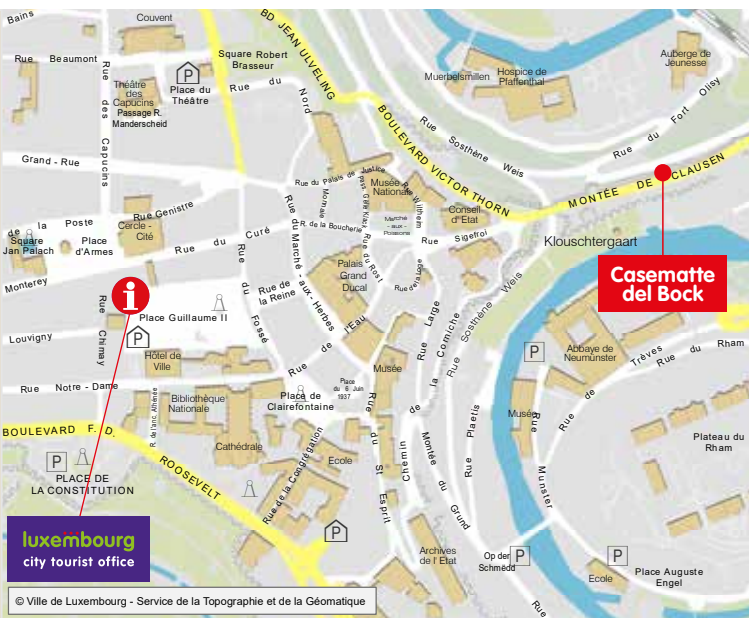 Bains
Couvent
BD JEAN ULVELING
Rue Beaumont
Square Robert
Brasseur
Rue des Capucins
Théâtre
des
Capucins
Passage R.
Manderscheid
P
Place du
Théâtre
Rue du Nord
Muerbelsmillen
Hospice de
Pfaffenthal
Auberge de
Jeunesse
BOULEVARD VICTOR THORN
Rue Sosthène Weis
Rue du Fort Olisy
Grand - Rue
Rue du Palais de Justice
Musée
National
Rue Wiltheim
MONTÉE DE CLAUSEN
Rue Génistre
de la Poste
Cercle -
Cité
Square
Jan Palach
Place
d'Armes
Rue du Curé
R. de la Boucherie
Marché
- aux -
Poissons
Conseil
d'Etat
Rue Sigefroi
Klouschtergaart
Casematte
del Bock
Monterey
Rue du Fossé
Rue du Marché - aux - Herbes
Palais
Grand
Ducal
Rue du Rost
Rue de la
Rue de
la Reine
Rue Large
Rue Sosthène Weis
i
Place Guillaume II
Rue Chimay
Louvigny
P
Hôtel de
Ville
Rue de l'Eau
de la Corniche
P
Abbaye de
Neumünster
Rue de Trèves
Rue du Rham
Rue Notre - Dame
R. de l'anc. Athénée
Bibliothèque
Nationale
Place de
Clairefontaine
Place
du 6 Juin
1937
Musée
Rue du St Esprit
Chemin
Montée du Grund
Rue Plaetis
Musée
Rue Munster
BOULEVARD F. D. ROOSEVELT
Cathédrale
Ecole
Rue de la Congrégation
Plateau du
Rham
P
PLACE DE
LA CONSTITUTION
P
luxembourg
city tourist office
Archives
de l' Etat
Op der
Schmëdd
P
P
Ecole
Place Auguste
Engel
Rue
© Ville de Luxembourg - Service de la Topographie et de la Géomatique